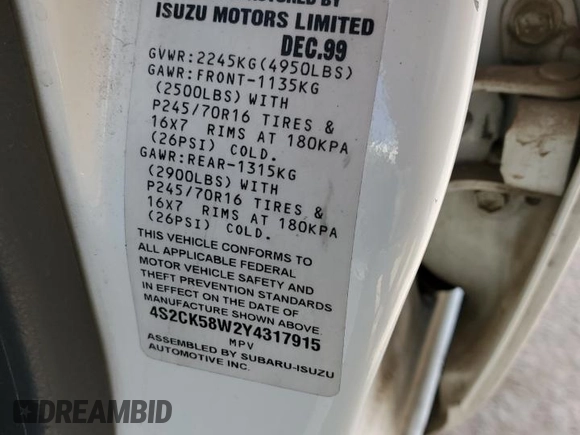 ISUZU MOTORS LIMITED
DEC.99
GVWR:2245KG(4950LBS)
GAWR:FRONT-1135KG
(2500LBS) WITH
P245/70R16 TIRES &
16X7 RIMS AT 180KPA
(26PSI) COLD.
GAWR:REAR-1315KG
(2900LBS) WITH
P245/70R16 TIRES &
16X7 RIMS AT 180KPA
(26PSI) COLD.
THIS VEHICLE CONFORMS TO
ALL APPLICABLE FEDERAL
MOTOR VEHICLE SAFETY AND
THEFT PREVENTION STANDARDS
IN EFFECT ON THE DATE OF
MANUFACTURE SHOWN ABOVE
4S2CK58W2Y4317915
MPV
ASSEMBLED BY SUBARU-ISUZU
AUTOMOTIVE INC.
DREAMBID